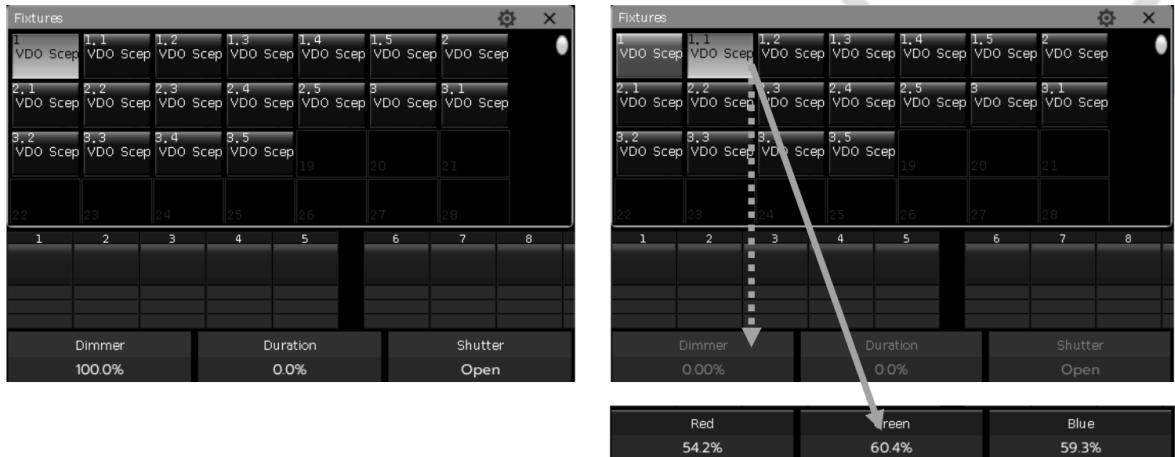 Fixtures
1 1.1 1.2 1.3 1.4 1.5 2
VDO Scep VDO Scep VDO Scep VDO Scep VDO Scep VDO Scep VDO Scep
2.1 2.2 2.3 2.4 2.5 3 3.1
VDO Scep VDO Scep VDO Scep VDO Scep VDO Scep VDO Scep VDO Scep
3.2 3.3 3.4 3.5
VDO Scep VDO Scep VDO Scep VDO Scep
19 20 21
22 23 24 25 26 27 28
1 2 3 4 5 6 7 8
Dimmer Duration Shutter
100.0% 0.0% Open
Fixtures
1 1.1 1.2 1.3 1.4 1.5 2
VDO Scep VDO Scep VDO Scep VDO Scep VDO Scep VDO Scep VDO Scep
2.1 2.2 2.3 2.4 2.5 3 3.1
VDO Scep VDO Scep VDO Scep VDO Scep VDO Scep VDO Scep VDO Scep
3.2 3.3 3.5
VDO Scep VDO Scep VDO Scep VDO Scep
19 20 21
22 23 24 25 26 27 28
1 2 3 4 5 6 7 8
Dimmer Duration Shutter
0.00% 0.0% Open
Red Green Blue
54.2% 60.4% 59.3%